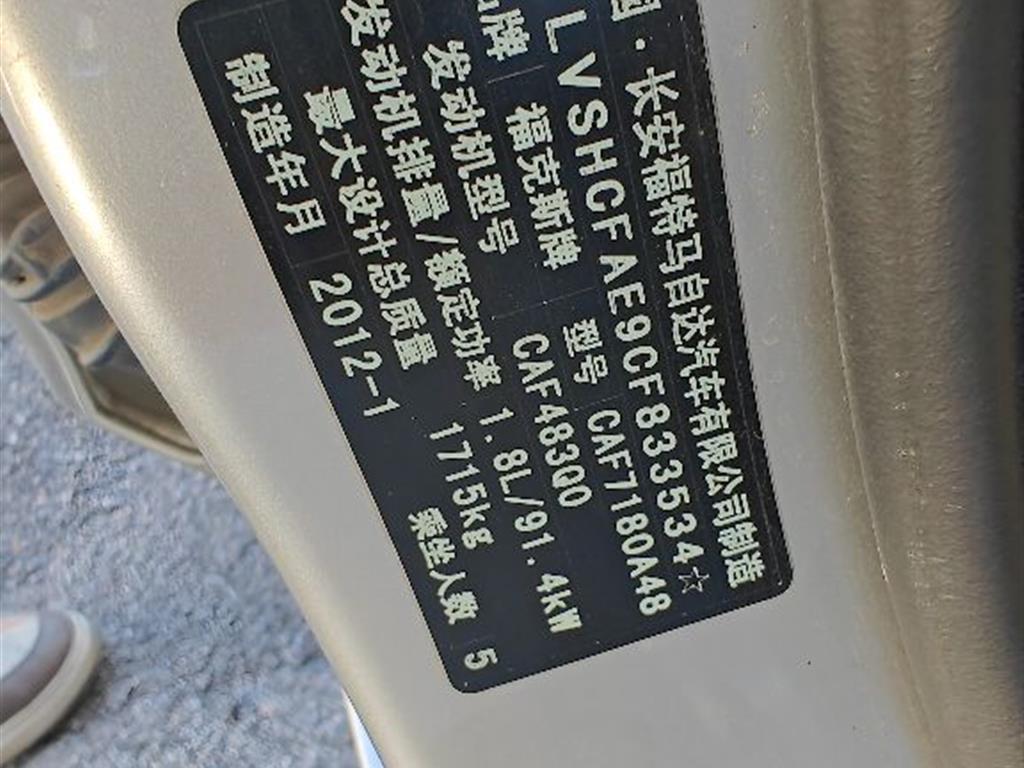 国·长安福特马自达汽车有限公司制造
LVSHCFAE9CF833534☆
品牌 福克斯牌 型号 CAF7180A48
发动机型号 CAF483Q0
发动机排量/额定功率 1.8L/91.4kW
最大设计总质量 1715kg 乘坐人数 5
制造年月 2012-1